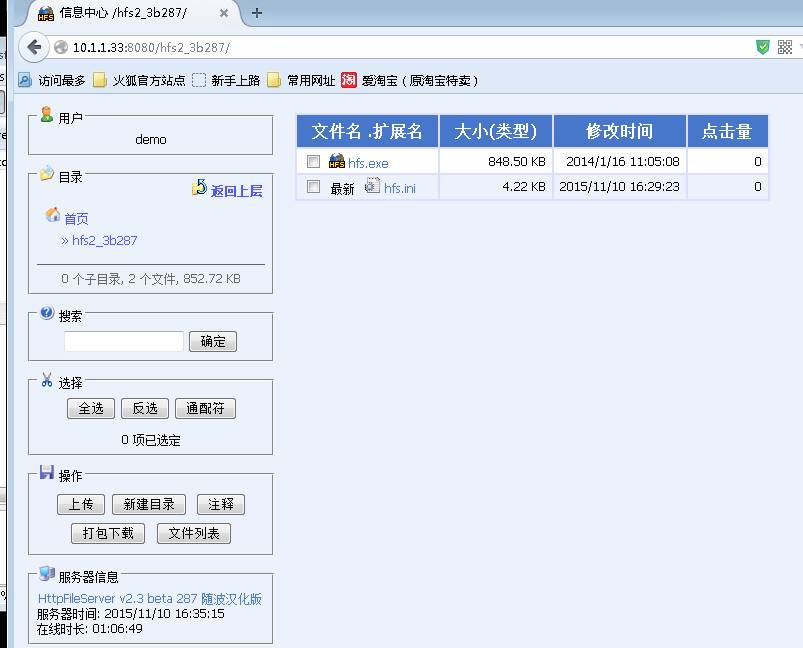 信息中心 /hfs2_3b287/
10.1.1.33:8080/hfs2_3b287/
访问最多 火狐官方站点 新手上路 常用网址 淘 爱淘宝（原淘宝特卖）
用户
demo
目录
返回上层
首页
» hfs2_3b287
0 个子目录, 2 个文件, 852.72 KB
搜索
确定
选择
全选 反选 通配符
0 项已选定
操作
上传 新建目录 注释
打包下载 文件列表
服务器信息
HttpFileServer v2.3 beta 287 随波汉化版
服务器时间: 2015/11/10 16:35:15
在线时长: 01:06:49
文件名 .扩展名 大小(类型) 修改时间 点击量
hfs.exe 848.50 KB 2014/1/16 11:05:08 0
最新 hfs.ini 4.22 KB 2015/11/10 16:29:23 0